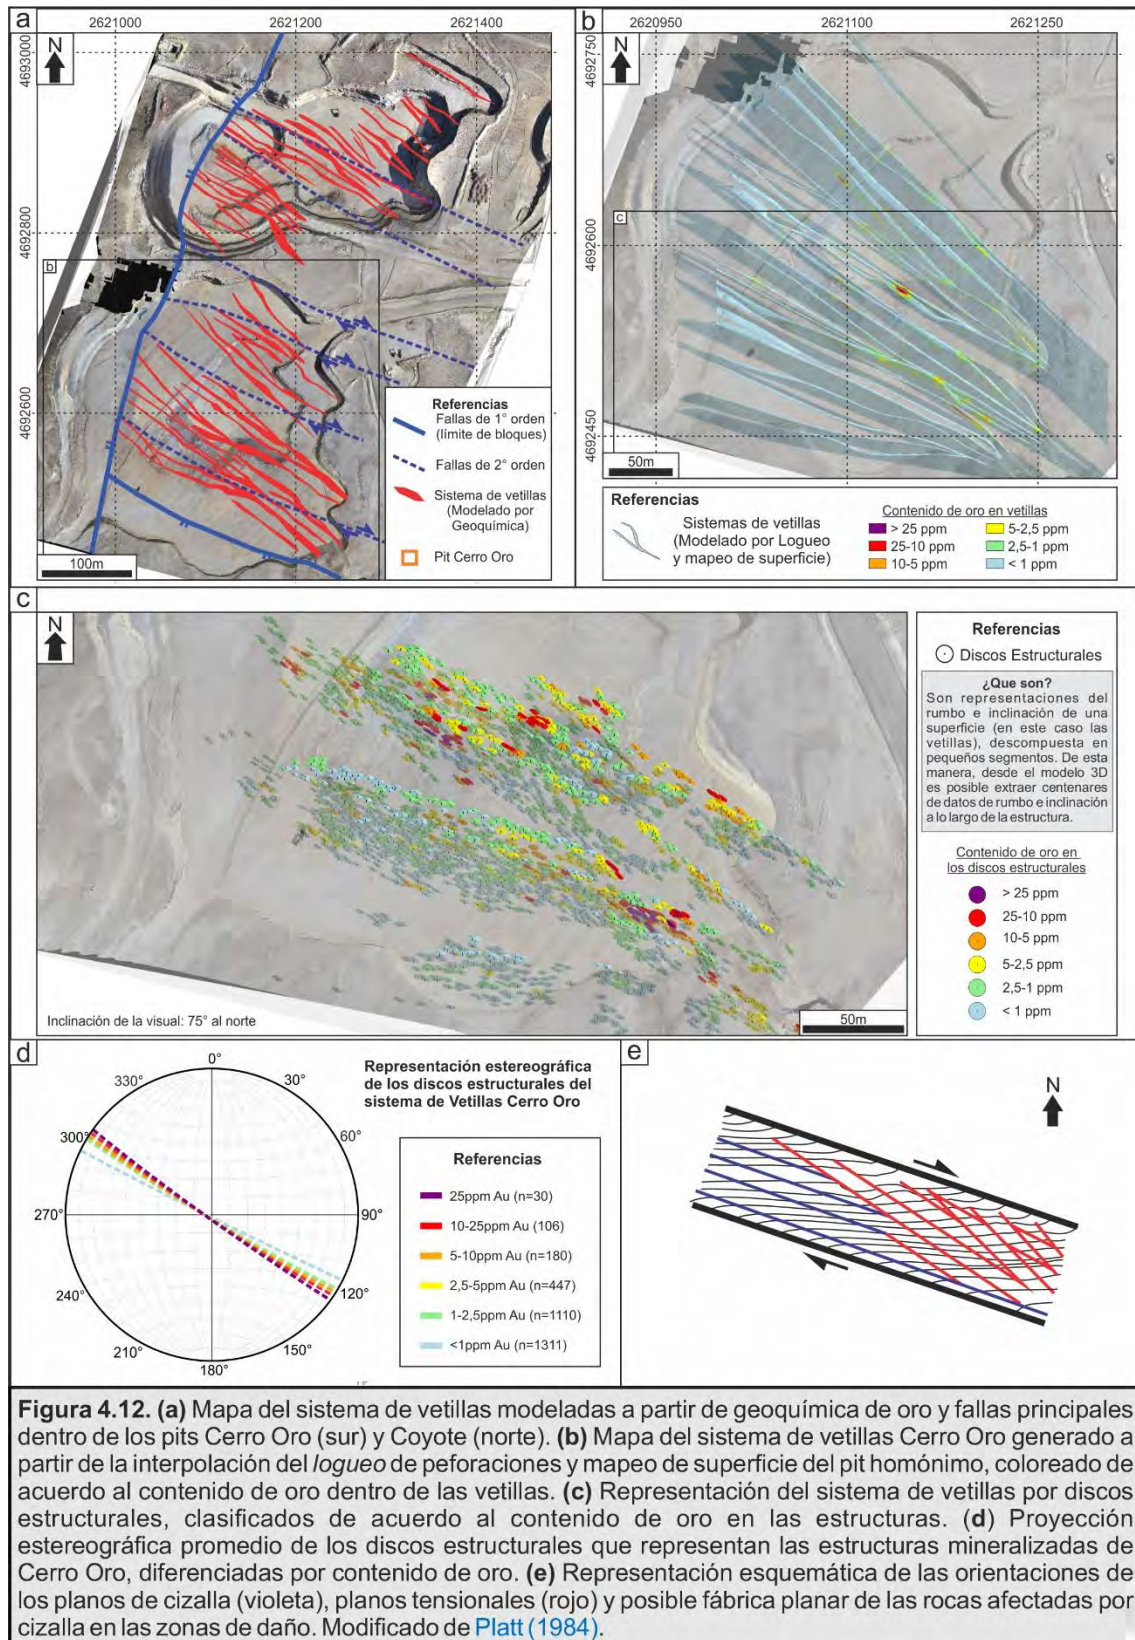 a
2621000
2621200
2621400
4693000
4692800
4692600
N
b
100m
Referencias
Fallas de 1° orden
(límite de bloques)
Fallas de 2° orden
Sistema de vetillas
(Modelado por
Geoquímica)
Pit Cerro Oro
b
2620950
2621100
2621250
4692750
4692600
4692450
N
c
50m
Referencias
Sistemas de vetillas
(Modelado por Logueo
y mapeo de superficie)
Contenido de oro en vetillas
> 25 ppm
25-10 ppm
10-5 ppm
5-2,5 ppm
2,5-1 ppm
< 1 ppm
c
N
Inclinación de la visual: 75° al norte
50m
Referencias
Discos Estructurales
¿Que son?
Son representaciones del
rumbo e inclinación de una
superficie (en este caso las
vetillas), descompuesta en
pequeños segmentos. De esta
manera, desde el modelo 3D
es posible extraer centenares
de datos de rumbo e inclinación
a lo largo de la estructura.
Contenido de oro en
los discos estructurales
> 25 ppm
25-10 ppm
10-5 ppm
5-2,5 ppm
2,5-1 ppm
< 1 ppm
d
0°
30°
60°
90°
120°
150°
180°
210°
240°
270°
300°
330°
Representación estereográfica
de los discos estructurales del
sistema de Vetillas Cerro Oro
Referencias
25ppm Au (n=30)
10-25ppm Au (106)
5-10ppm Au (n=180)
2,5-5ppm Au (n=447)
1-2,5ppm Au (n=1110)
<1ppm Au (n=1311)
e
N
Figura 4.12. (a) Mapa del sistema de vetillas modeladas a partir de geoquímica de oro y fallas principales
dentro de los pits Cerro Oro (sur) y Coyote (norte). (b) Mapa del sistema de vetillas Cerro Oro generado a
partir de la interpolación del logueo de peforaciones y mapeo de superficie del pit homónimo, coloreado de
acuerdo al contenido de oro dentro de las vetillas. (c) Representación del sistema de vetillas por discos
estructurales, clasificados de acuerdo al contenido de oro en las estructuras. (d) Proyección
estereográfica promedio de los discos estructurales que representan las estructuras mineralizadas de
Cerro Oro, diferenciadas por contenido de oro. (e) Representación esquemática de las orientaciones de
los planos de cizalla (violeta), planos tensionales (rojo) y posible fábrica planar de las rocas afectadas por
cizalla en las zonas de daño. Modificado de Platt (1984).